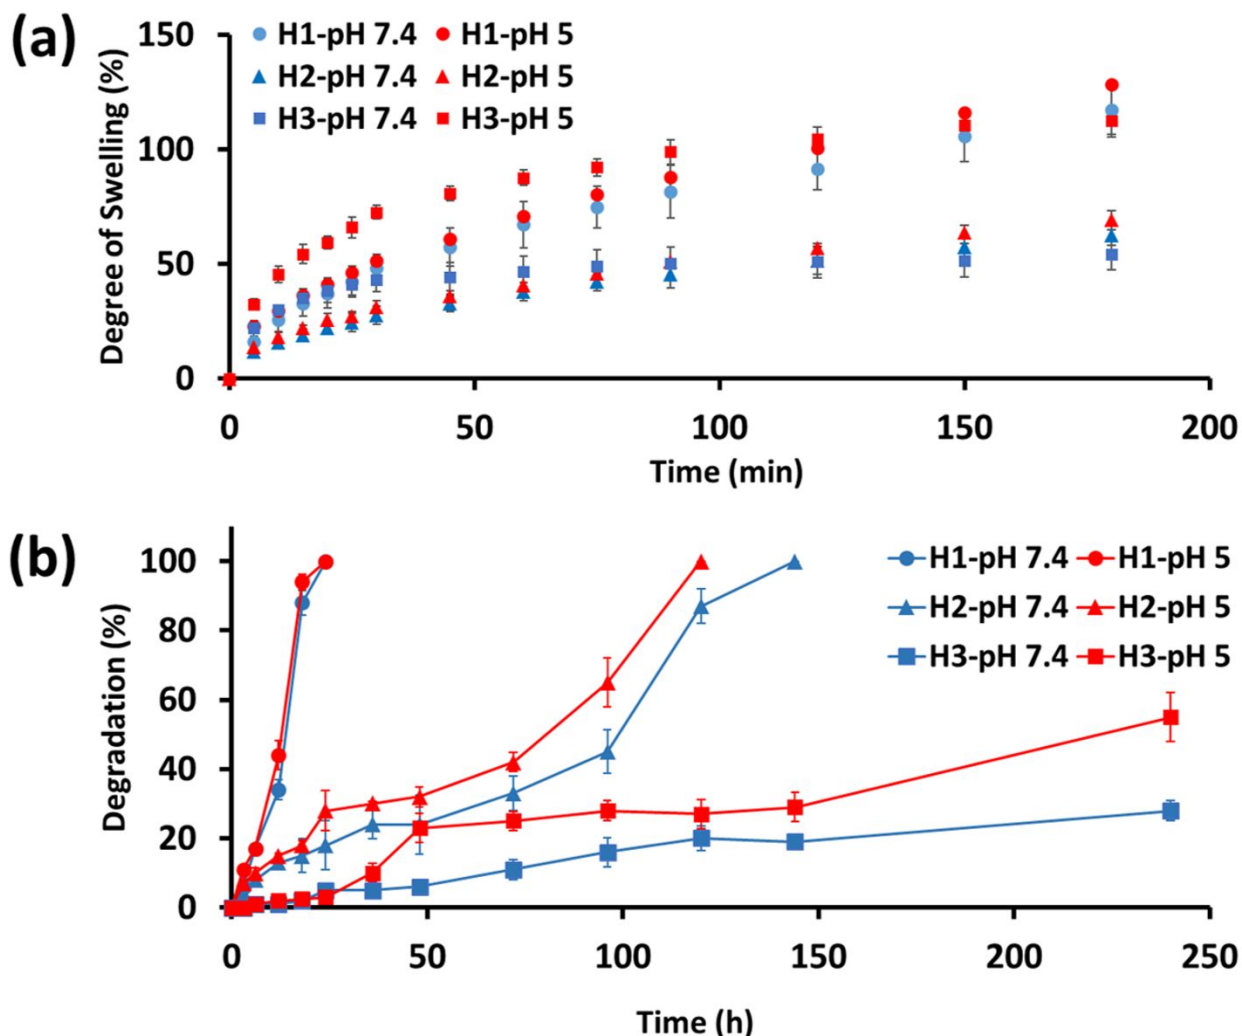 (a)
Degree of Swelling (%)
150
100
50
0
H1-pH 7.4 H1-pH 5
H2-pH 7.4 H2-pH 5
H3-pH 7.4 H3-pH 5
0 50 100 150 200
Time (min)
(b)
Degradation (%)
100
80
60
40
20
0
H1-pH 7.4 H1-pH 5
H2-pH 7.4 H2-pH 5
H3-pH 7.4 H3-pH 5
0 50 100 150 200 250
Time (h)